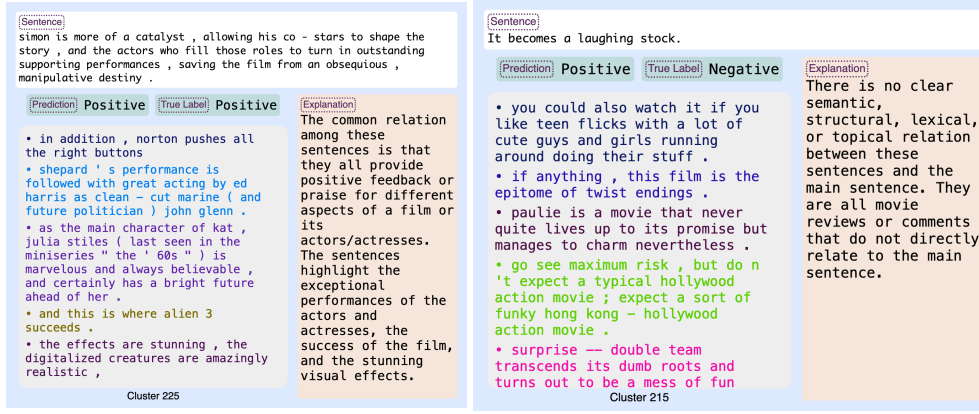 Sentence
simon is more of a catalyst , allowing his co - stars to shape the
story , and the actors who fill those roles to turn in outstanding
supporting performances , saving the film from an obsequious ,
manipulative destiny .
Prediction Positive True Label Positive
• in addition , norton pushes all
the right buttons
• shepard ' s performance is
followed with great acting by ed
harris as clean - cut marine ( and
future politician ) john glenn .
• as the main character of kat ,
julia stiles ( last seen in the
miniseries " the ' 60s " ) is
marvelous and always believable ,
and certainly has a bright future
ahead of her .
• and this is where alien 3
succeeds .
• the effects are stunning , the
digitalized creatures are amazingly
realistic ,
Explanation
The common relation
among these
sentences is that
they all provide
positive feedback or
praise for different
aspects of a film or
its
actors/actresses.
The sentences
highlight the
exceptional
performances of the
actors and
actresses, the
success of the film,
and the stunning
visual effects.
Cluster 225
Sentence
It becomes a laughing stock.
Prediction Positive True Label Negative
• you could also watch it if you
like teen flicks with a lot of
cute guys and girls running
around doing their stuff .
• if anything , this film is the
epitome of twist endings .
• paulie is a movie that never
quite lives up to its promise but
manages to charm nevertheless .
• go see maximum risk , but do n
't expect a typical hollywood
action movie ; expect a sort of
funky hong kong - hollywood
action movie .
• surprise -- double team
transcends its dumb roots and
turns out to be a mess of fun
Explanation
There is no clear
semantic,
structural, lexical,
or topical relation
between these
sentences and the
main sentence. They
are all movie
reviews or comments
that do not directly
relate to the main
sentence.
Cluster 215